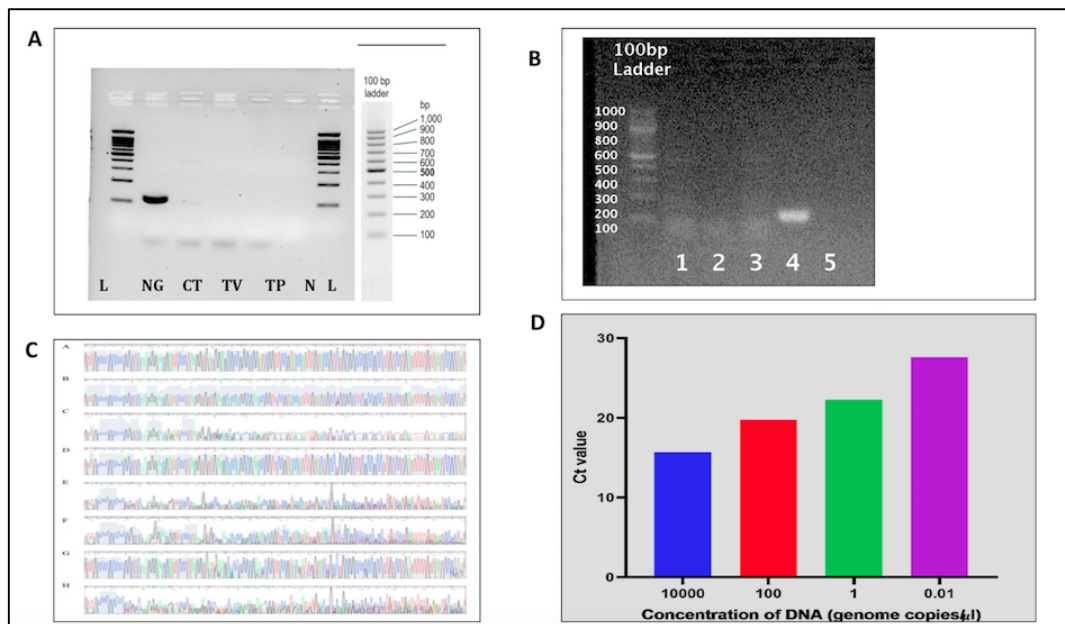 A
100 bp
ladder
bp
1,000
900
800
700
600
500
400
300
200
100
L NG CT TV TP N L
B
100bp
Ladder
1000
900
800
600
500
400
300
200
100
1 2 3 4 5
C
A
B
C
D
E
F
G
H
D
30
20
10
0
Ct value
10000 100 1 0.01
Concentration of DNA (genome copies/µl)